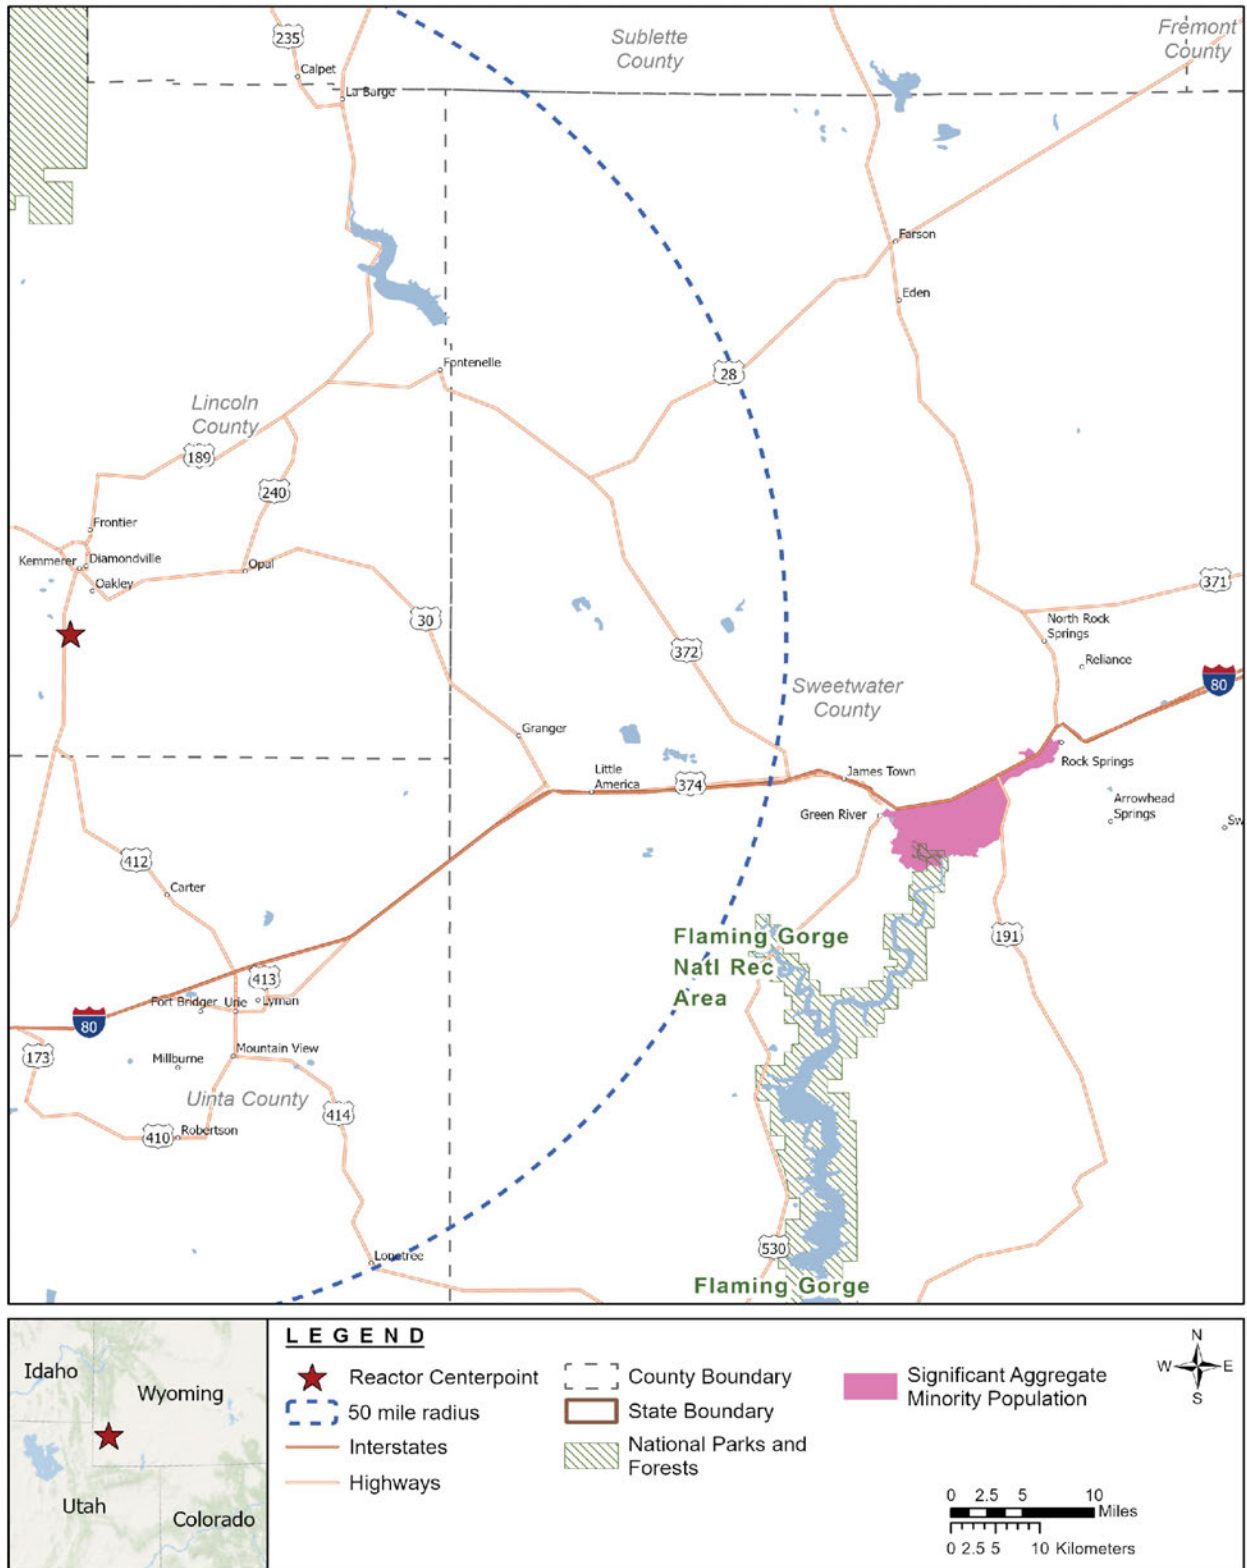 235
Calpet
La Barge
Sublette
County
Fremont
County
Farson
Eden
28
Fontenelle
Lincoln
County
189
240
Frontier
Kemmerer
Diamondville
Oakley
Opal
30
372
371
North Rock
Springs
Reliance
80
Sweetwater
County
Granger
Little
America
374
James Town
Rock Springs
Green River
Arrowhead
Springs
Sw
412
Carter
191
Flaming Gorge
Natl Rec
Area
413
Fort Bridger
Urie
Lyman
80
173
Millburne
Mountain View
Uinta County
414
410
Robertson
Lonetree
530
Flaming Gorge
Idaho
Wyoming
Utah
Colorado
LEGEND
Reactor Centerpoint
50 mile radius
Interstates
Highways
County Boundary
State Boundary
National Parks and
Forests
Significant Aggregate
Minority Population
N
W E
S
0 2.5 5 10
Miles
0 2.5 5 10 Kilometers